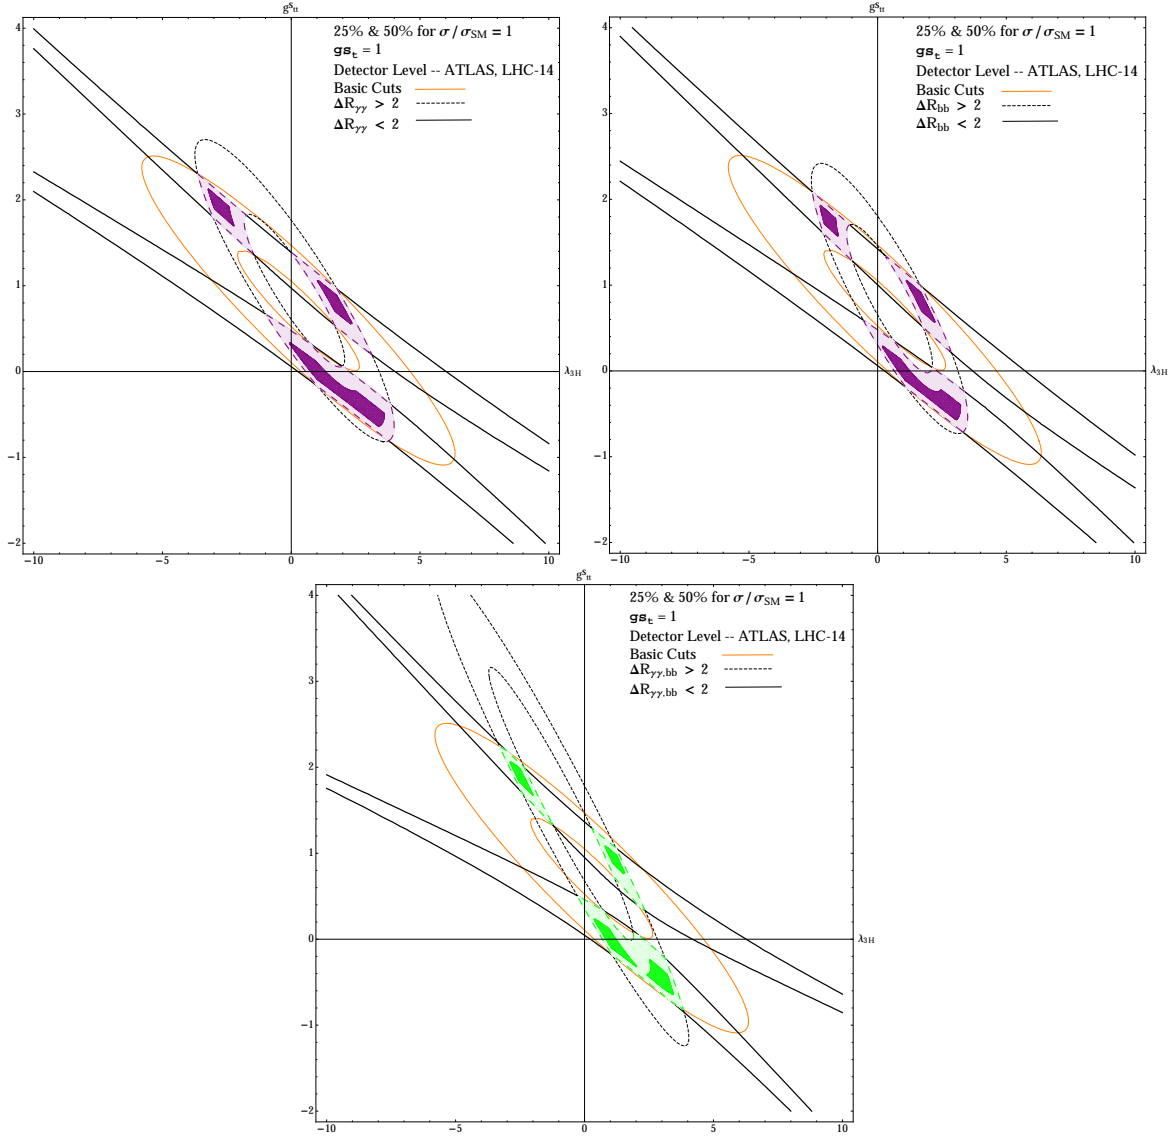 g^s_tt
25% & 50% for σ/σ_SM = 1
gs_t = 1
Detector Level -- ATLAS, LHC-14
Basic Cuts
ΔR_γγ > 2
ΔR_γγ < 2
4
3
2
1
0
−1
−2
−10
−5
0
5
10
λ_3H
g^s_tt
25% & 50% for σ/σ_SM = 1
gs_t = 1
Detector Level -- ATLAS, LHC-14
Basic Cuts
ΔR_bb > 2
ΔR_bb < 2
4
3
2
1
0
−1
−2
−10
−5
0
5
10
λ_3H
g^s_tt
25% & 50% for σ/σ_SM = 1
gs_t = 1
Detector Level -- ATLAS, LHC-14
Basic Cuts
ΔR_γγ,bb > 2
ΔR_γγ,bb < 2
4
3
2
1
0
−1
−2
−10
−5
0
5
10
λ_3H